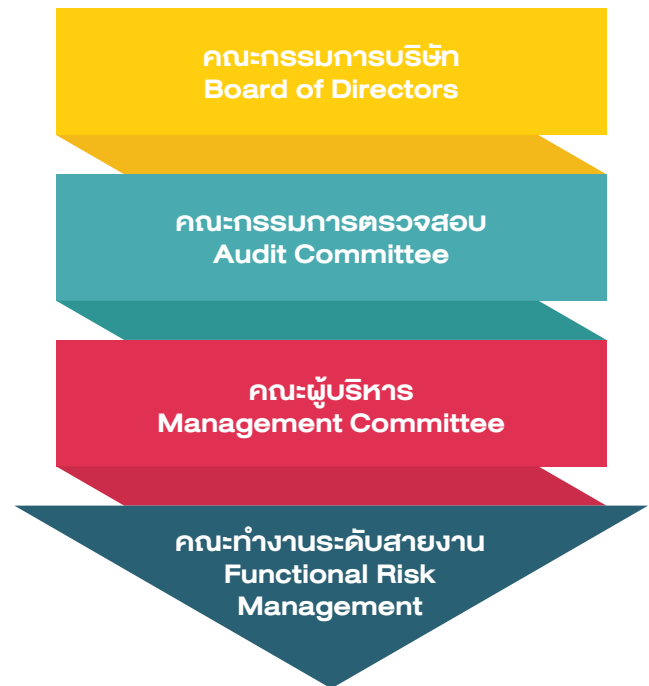 คณะกรรมการบริษัท
Board of Directors
คณะกรรมการตรวจสอบ
Audit Committee
คณะผู้บริหาร
Management Committee
คณะทำงานระดับสายงาน
Functional Risk
Management